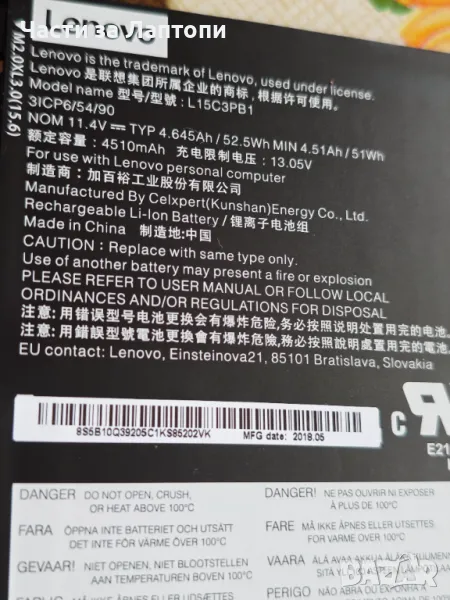 Части За Лаптопи
Lenovo
M2.0XL3.0(15.6)
Lenovo is the trademark of Lenovo, used under license.
Lenovo 是联想集团所属企业的商标，根据许可使用。
Model name 型号/型號: L15C3PB1
3ICP6/54/90
NOM 11.4V⎓ TYP 4.645Ah / 52.5Wh MIN 4.51Ah / 51Wh
额定容量：4510mAh 充电限制电压：13.05V
For use with Lenovo personal computer
制造商：加百裕工业股份有限公司
Manufactured by Celxpert(Kunshan)Energy Co., Ltd.
Rechargeable Li-Ion Battery / 锂离子电池组
Made in China 制造地:中国
CAUTION : Replace with same type only.
Use of another battery may present a fire or explosion
PLEASE REFER TO USER MANUAL OR FOLLOW LOCAL
ORDINANCES AND/OR REGULATIONS FOR DISPOSAL
注意: 用错误型号电池更换会有爆炸危险,务必按照说明处置用完的电池.
注意: 用錯誤型號電池更換會有爆炸危險,務必按照說明處置用完的電池.
EU contact: Lenovo, Einsteinova21, 85101 Bratislava, Slovakia
8S5B10Q39205C1KS85202VK MFG date: 2018.05
C
E21
DANGER DO NOT OPEN, CRUSH,
OR HEAT ABOVE 100°C
FARA ÖPPNA INTE BATTERIET OCH UTSÄTT
DET INTE FÖR VÄRME ÖVER 100°C
GEVAAR! NIET OPENEN, NIET BLOOTSTELLEN
AAN TEMPERATUREN BOVEN 100°C
DANGER! NE PAS OUVRIR NI EXPOSER
À PLUS DE 100°C
FARE MÅ IKKE ÅPNES ELLER UTSETTES,
FOR VARME OVER 100°C
VAARA ÄLÄ AVAA AKKUA
100°C
PERIGO NÃO